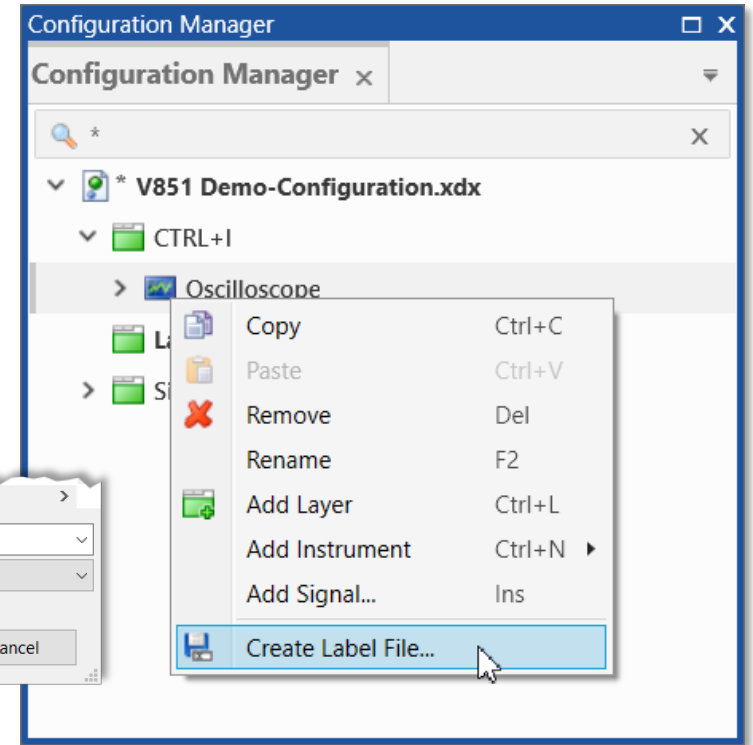 Configuration Manager
Configuration Manager
*
* V851 Demo-Configuration.xdx
CTRL+I
Oscilloscope
Copy Ctrl+C
Paste Ctrl+V
Remove Del
Rename F2
Add Layer Ctrl+L
Add Instrument Ctrl+N
Add Signal... Ins
Create Label File...